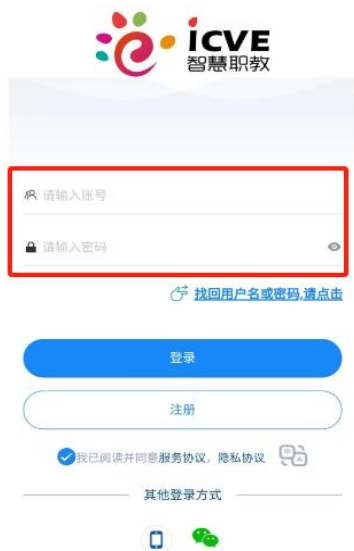 icve
智慧职教
请输入账号
请输入密码
找回用户名或密码,请点击
登录
注册
我已阅读并同意服务协议，隐私协议
中 A
其他登录方式